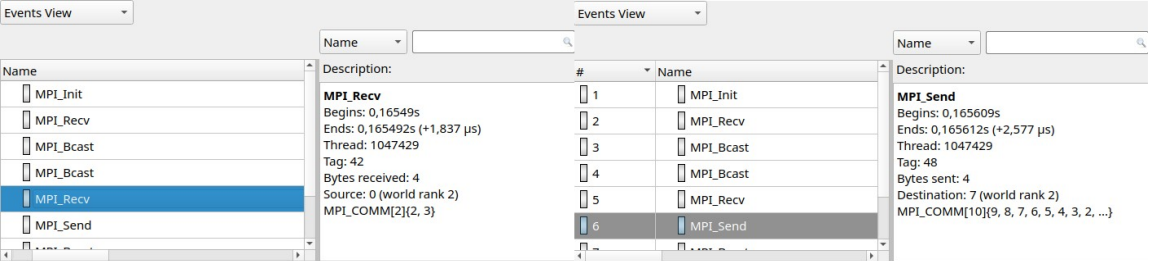 Events View
Name
Name
Description:
MPI_Init
MPI_Recv
MPI_Bcast
MPI_Bcast
MPI_Recv
MPI_Send
MPI_Recv
Begins: 0,16549s
Ends: 0,165492s (+1,837 µs)
Thread: 1047429
Tag: 42
Bytes received: 4
Source: 0 (world rank 2)
MPI_COMM[2]{2, 3}
Events View
Name
# Name
Description:
1 MPI_Init
2 MPI_Recv
3 MPI_Bcast
4 MPI_Bcast
5 MPI_Recv
6 MPI_Send
MPI_Send
Begins: 0,165609s
Ends: 0,165612s (+2,577 µs)
Thread: 1047429
Tag: 48
Bytes sent: 4
Destination: 7 (world rank 2)
MPI_COMM[10]{9, 8, 7, 6, 5, 4, 3, 2, ...}